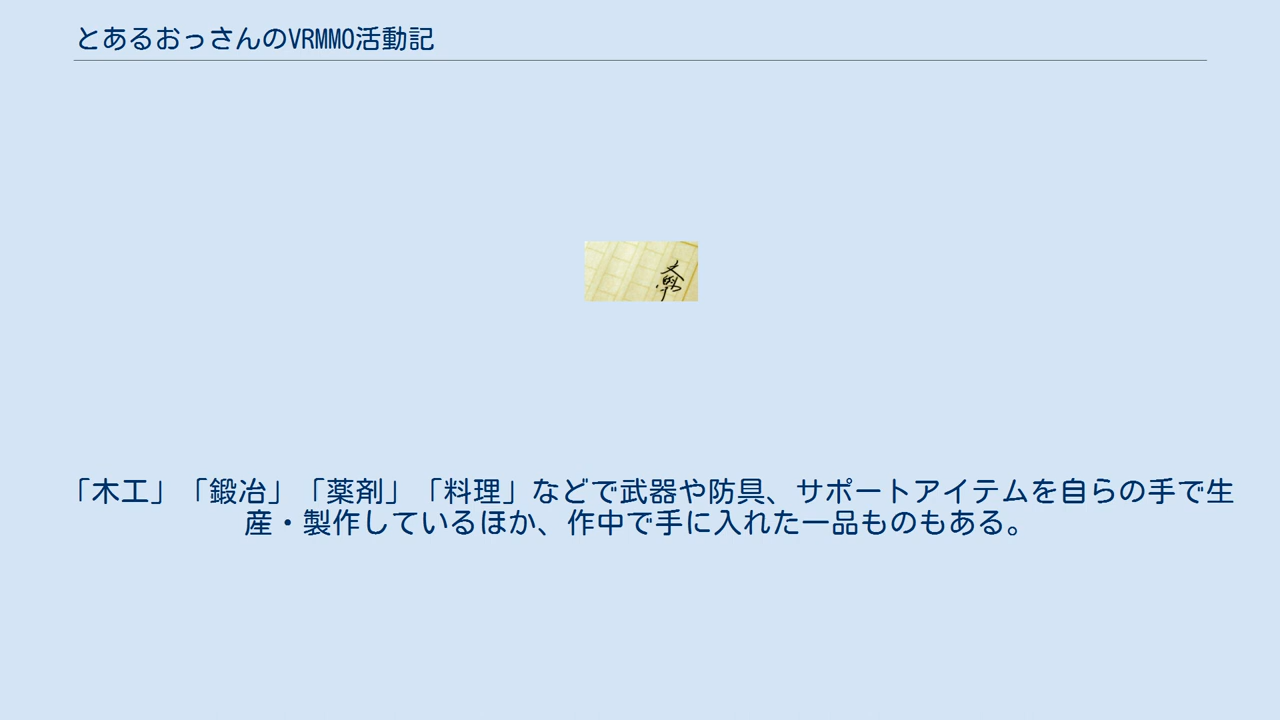 とあるおっさんのVRMMO活動記
「木工」「鍛冶」「薬剤」「料理」などで武器や防具、サポートアイテムを自らの手で生
産・製作しているほか、作中で手に入れた一品ものもある。